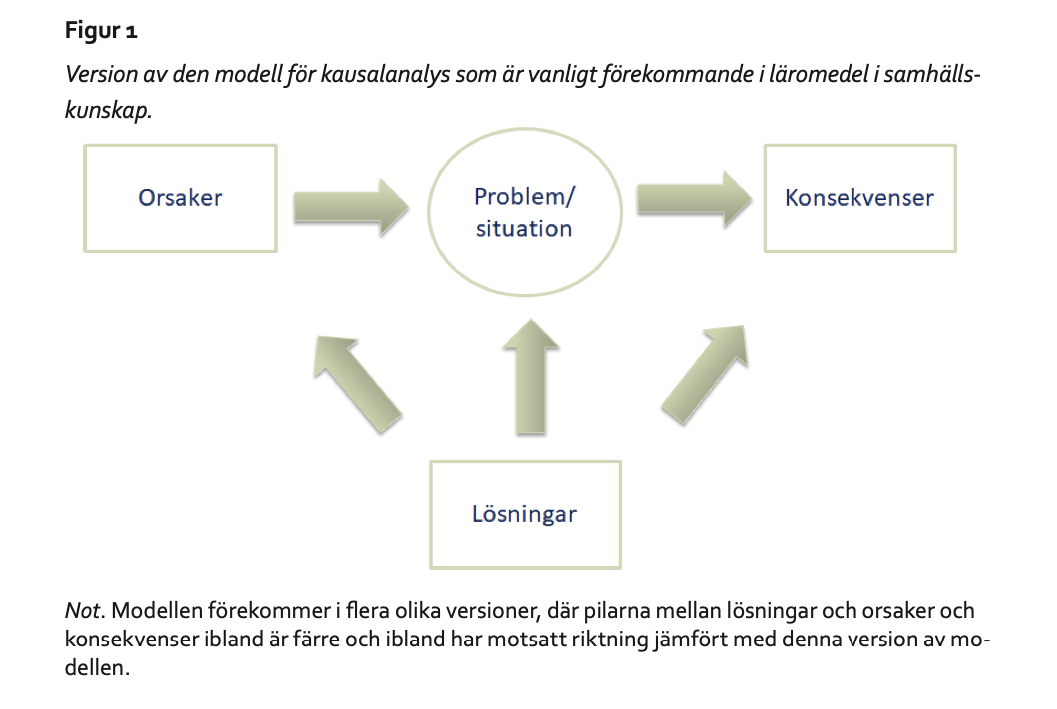 Figur 1
Version av den modell för kausalanalys som är vanligt förekommande i läromedel i samhälls-
kunskap.
Orsaker
Problem/
situation
Konsekvenser
Lösningar
Not. Modellen förekommer i flera olika versioner, där pilarna mellan lösningar och orsaker och
konsekvenser ibland är färre och ibland har motsatt riktning jämfört med denna version av mo-
dellen.